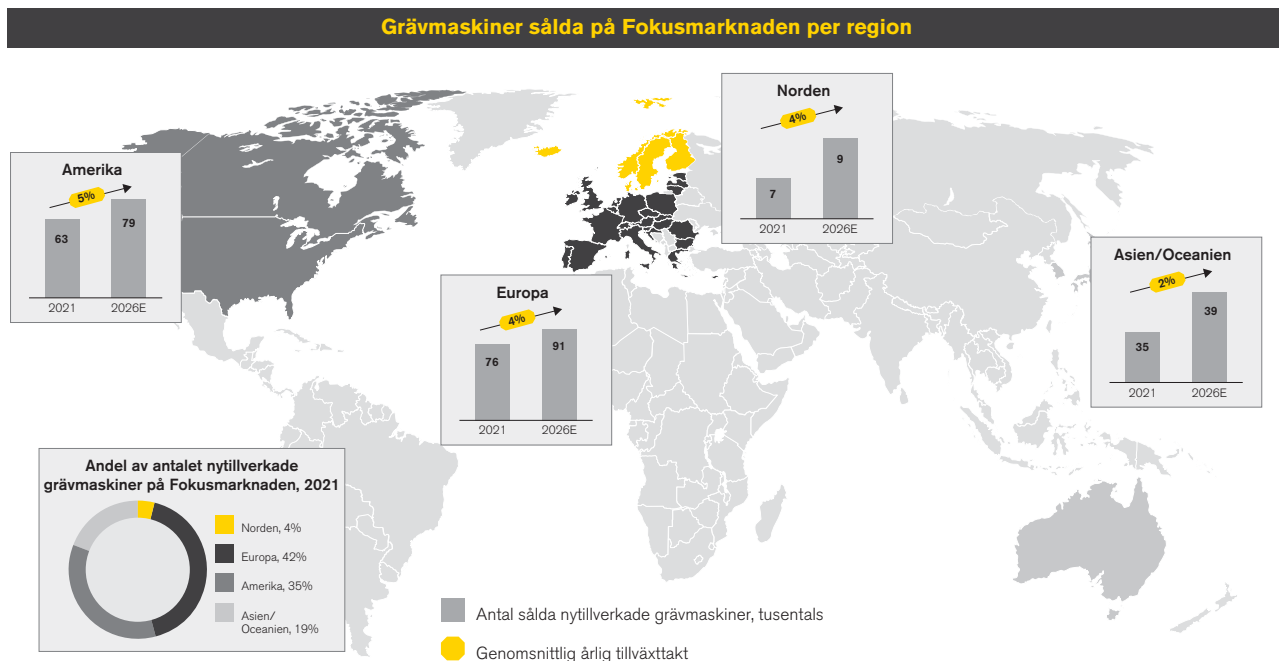 Grävmaskiner sålda på Fokusmarknaden per region
Norden
4%
7
9
2021
2026E
Amerika
5%
63
79
2021
2026E
Asien/Oceanien
2%
35
39
2021
2026E
Europa
4%
76
91
2021
2026E
Andel av antalet nytillverkade
grävmaskiner på Fokusmarknaden, 2021
Norden, 4%
Europa, 42%
Amerika, 35%
Asien/
Oceanien, 19%
Antal sålda nytillverkade grävmaskiner, tusentals
Genomsnittlig årlig tillväxttakt